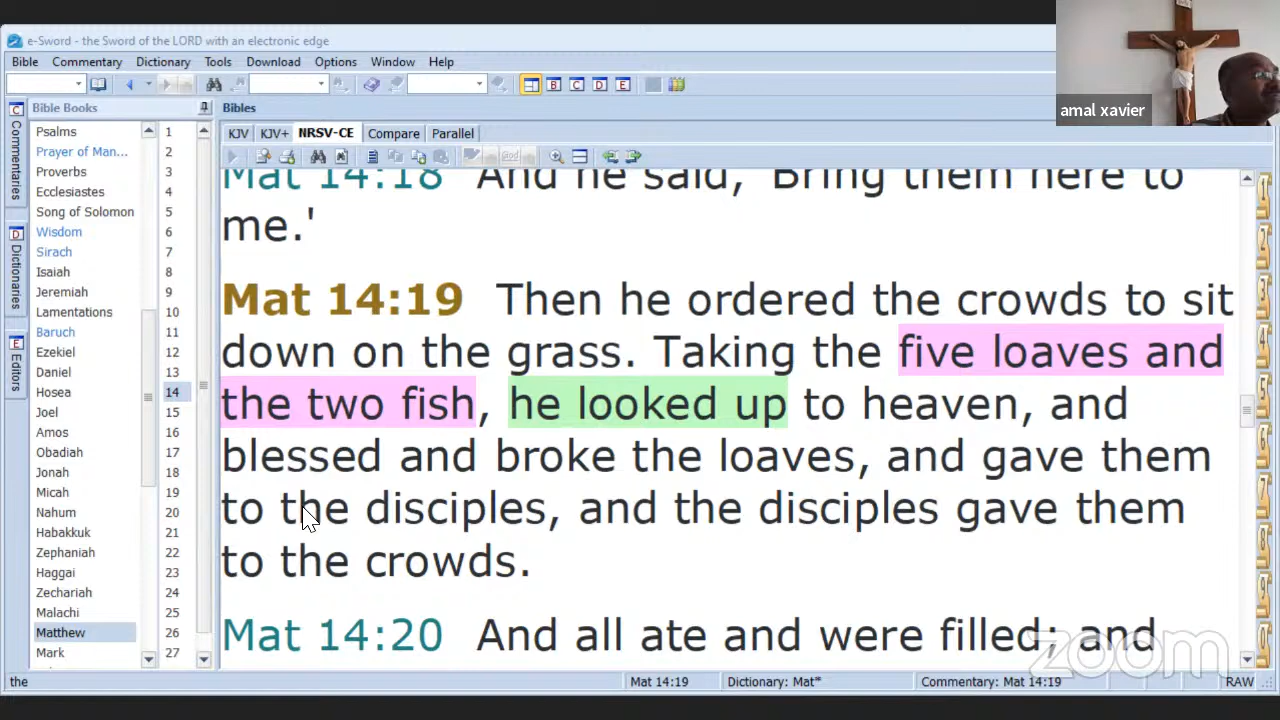 e-Sword - the Sword of the LORD with an electronic edge
Bible Commentary Dictionary Tools Download Options Window Help
amal xavier
B C D E
Bible Books
Bibles
KJV KJV+ NRSV-CE Compare Parallel
C Commentaries
D Dictionaries
E Editors
Psalms 1
Prayer of Man... 2
Proverbs 3
Ecclesiastes 4
Song of Solomon 5
Wisdom 6
Sirach 7
Isaiah 8
Jeremiah 9
Lamentations 10
Baruch 11
Ezekiel 12
Daniel 13
Hosea 14
Joel 15
Amos 16
Obadiah 17
Jonah 18
Micah 19
Nahum 20
Habakkuk 21
Zephaniah 22
Haggai 23
Zechariah 24
Malachi 25
Matthew 26
Mark 27
Mat 14:18 And he said, 'Bring them here to
me.'
Mat 14:19 Then he ordered the crowds to sit
down on the grass. Taking the five loaves and
the two fish, he looked up to heaven, and
blessed and broke the loaves, and gave them
to the disciples, and the disciples gave them
to the crowds.
Mat 14:20 And all ate and were filled; and
zoom
the Mat 14:19 Dictionary: Mat* Commentary: Mat 14:19 RAW